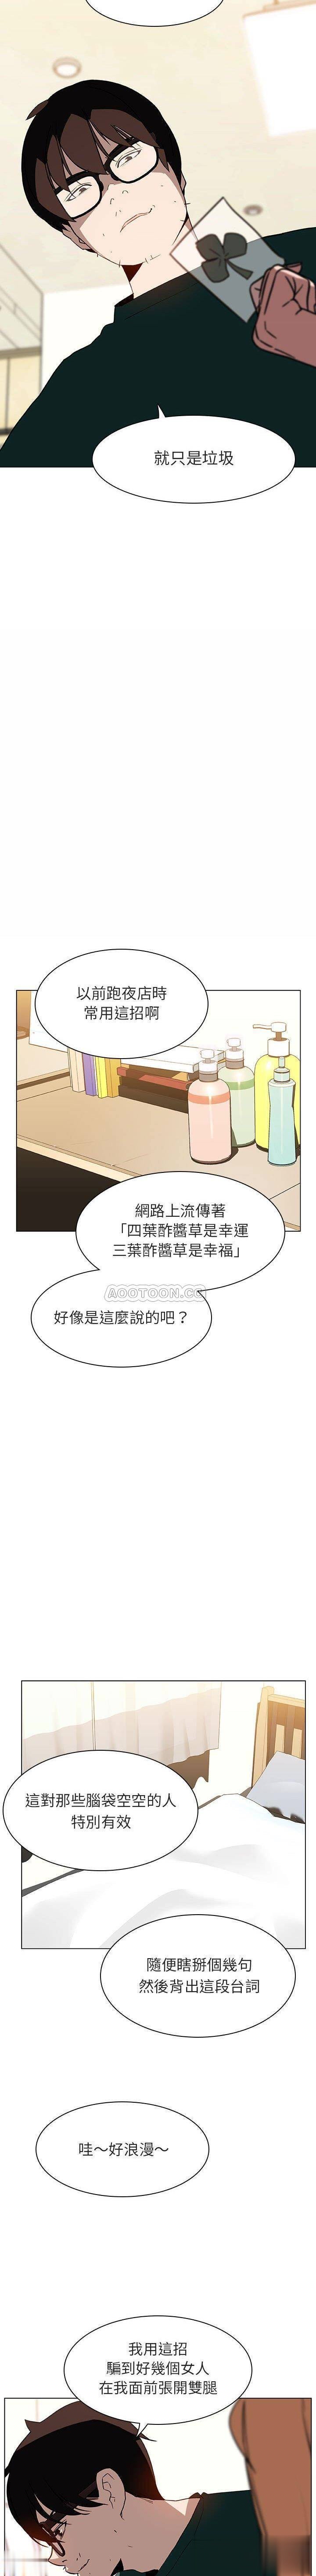 就只是垃圾
以前跑夜店時
常用這招啊
網路上流傳著
「四葉酢醬草是幸運
三葉酢醬草是幸福」
AOOTOON.CO
好像是這麼說的吧？
這對那些腦袋空空的人
特別有效
隨便瞎掰個幾句
然後背出這段台詞
哇～好浪漫～
我用這招
騙到好幾個女人
在我面前張開雙腿